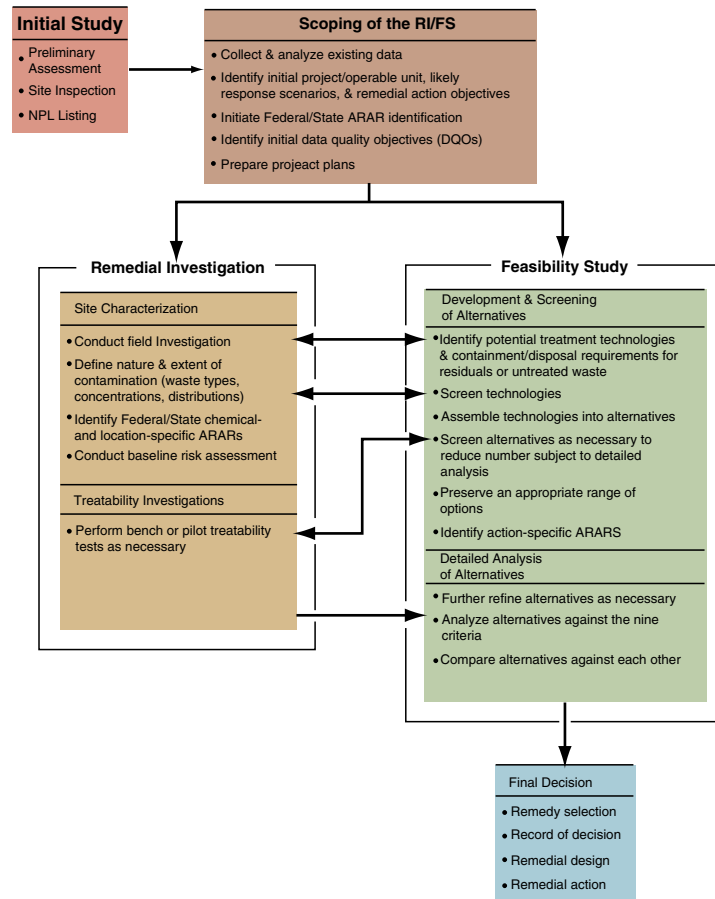 Initial Study
• Preliminary
Assessment
• Site Inspection
• NPL Listing
Scoping of the RI/FS
• Collect & analyze existing data
• Identify initial project/operable unit, likely
response scenarios, & remedial action objectives
• Initiate Federal/State ARAR identification
• Identify initial data quality objectives (DQOs)
• Prepare projeact plans
Remedial Investigation
Site Characterization
• Conduct field Investigation
• Define nature & extent of
contamination (waste types,
concentrations, distributions)
• Identify Federal/State chemical-
and location-specific ARARs
• Conduct baseline risk assessment
Treatability Investigations
• Perform bench or pilot treatability
tests as necessary
Feasibility Study
Development & Screening
of Alternatives
• Identify potential treatment technologies
& containment/disposal requirements for
residuals or untreated waste
• Screen technologies
• Assemble technologies into alternatives
• Screen alternatives as necessary to
reduce number subject to detailed
analysis
• Preserve an appropriate range of
options
• Identify action-specific ARARS
Detailed Analysis
of Alternatives
• Further refine alternatives as necessary
• Analyze alternatives against the nine
criteria
• Compare alternatives against each other
Final Decision
• Remedy selection
• Record of decision
• Remedial design
• Remedial action